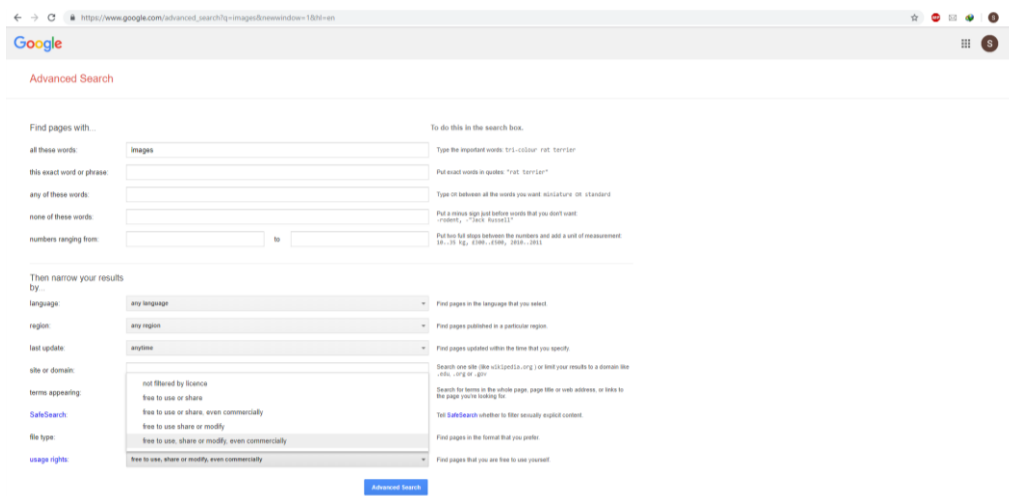 https://www.google.com/advanced_search?q=images&newwindow=1&hl=en
Google
S
S
Advanced Search
Find pages with...
To do this in the search box.
all these words:
images
Type the important words: tri-colour rat terrier
this exact word or phrase:
Put exact words in quotes: "rat terrier"
any of these words:
Type OR between all the words you want: miniature OR standard
none of these words:
Put a minus sign just before words that you don't want:
-rodent, -"Jack Russell"
numbers ranging from:
to
Put two full stops between the numbers and add a unit of measurement:
10..35 kg, £300..£500, 2010..2011
Then narrow your results
by...
language:
any language
Find pages in the language that you select.
region:
any region
Find pages published in a particular region.
last update:
anytime
Find pages updated within the time that you specify.
site or domain:
Search one site (like wikipedia.org ) or limit your results to a domain like
.edu, .org or .gov
terms appearing:
Search for terms in the whole page, page title or web address, or links to
the page you're looking for.
SafeSearch:
Tell SafeSearch whether to filter sexually explicit content.
file type:
Find pages in the format that you prefer.
not filtered by licence
free to use or share
free to use or share, even commercially
free to use share or modify
free to use, share or modify, even commercially
usage rights:
free to use, share or modify, even commercially
Find pages that you are free to use yourself.
Advanced Search